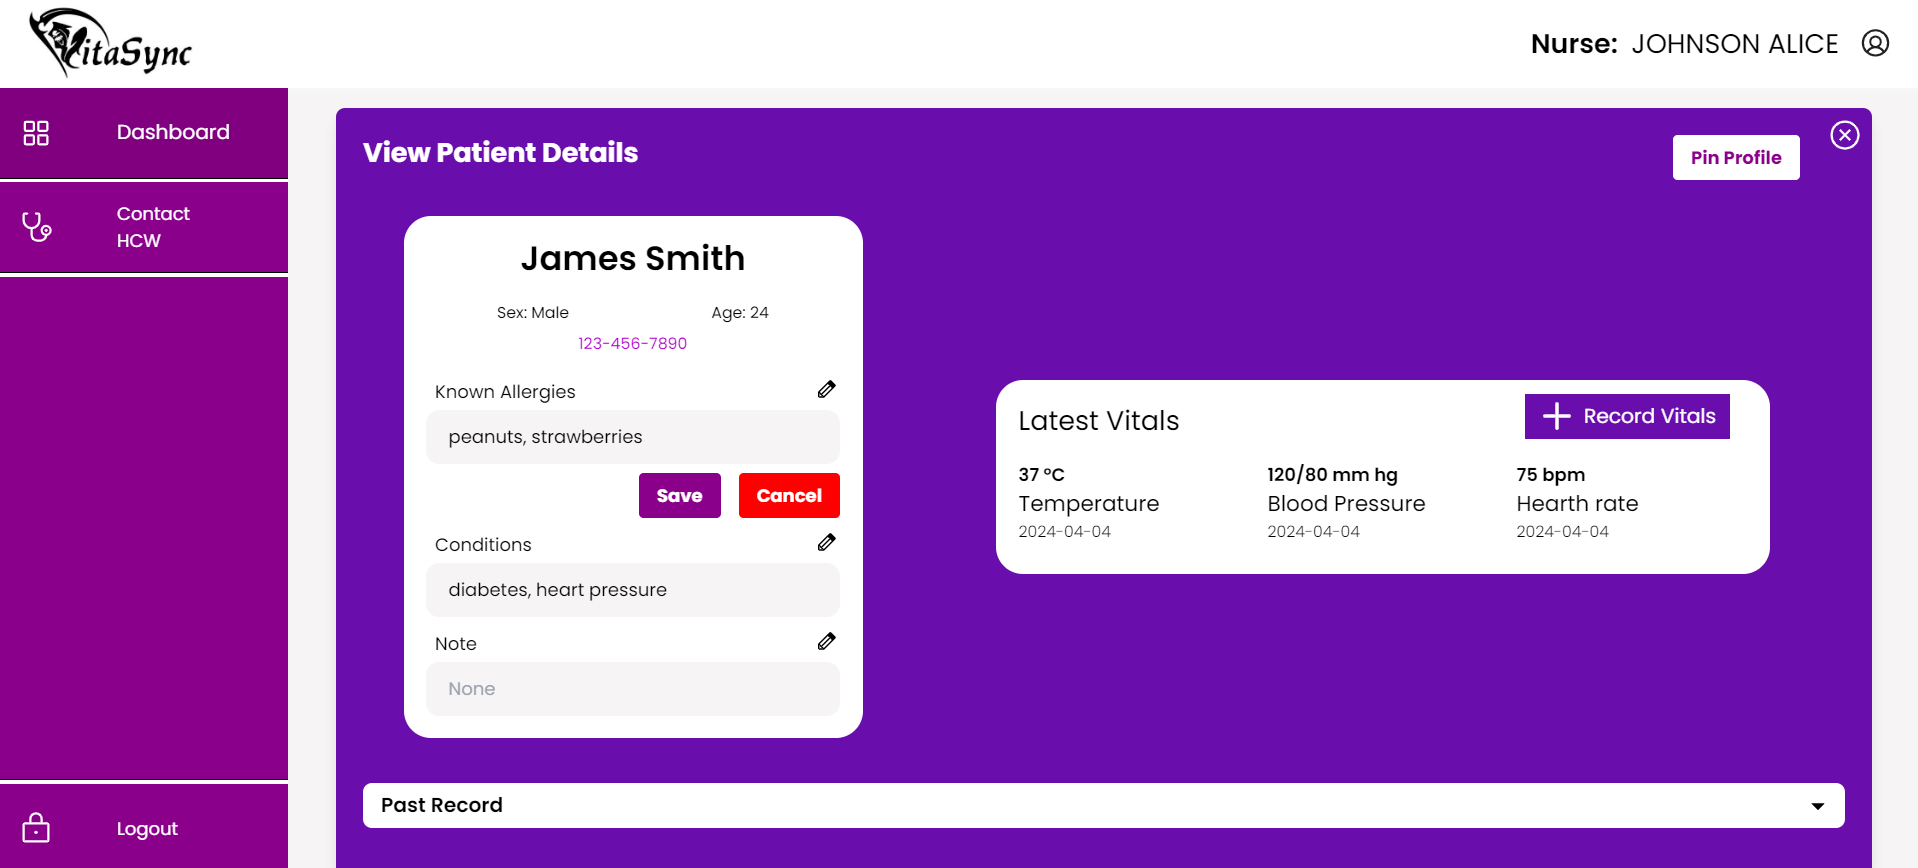 VitaSync
Nurse: JOHNSON ALICE
Dashboard
Contact
HCW
Logout
View Patient Details
Pin Profile
James Smith
Sex: Male Age: 24
123-456-7890
Known Allergies
peanuts, strawberries
Save Cancel
Conditions
diabetes, heart pressure
Note
None
Latest Vitals
Record Vitals
37 °C 120/80 mm hg 75 bpm
Temperature Blood Pressure Hearth rate
2024-04-04 2024-04-04 2024-04-04
Past Record